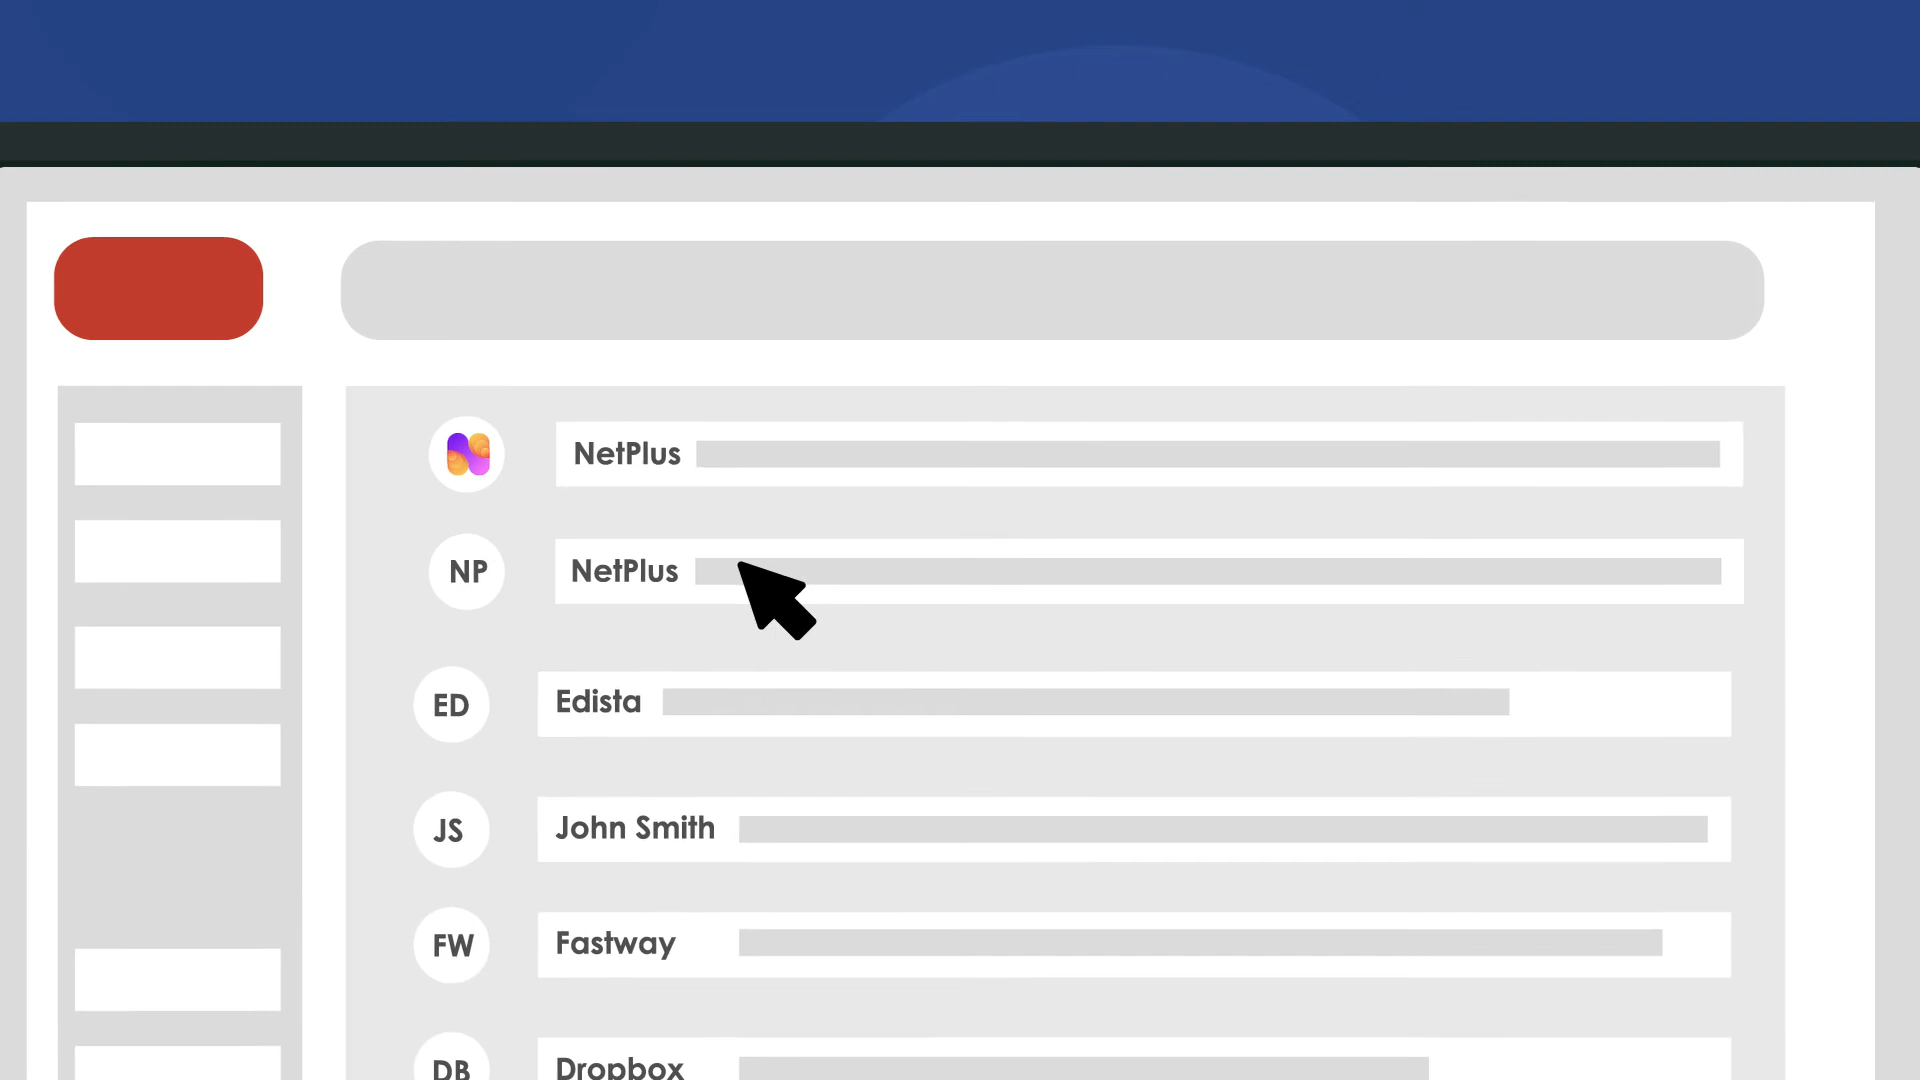 NetPlus
NP NetPlus
ED Edista
JS John Smith
FW Fastway
DB Dropbox